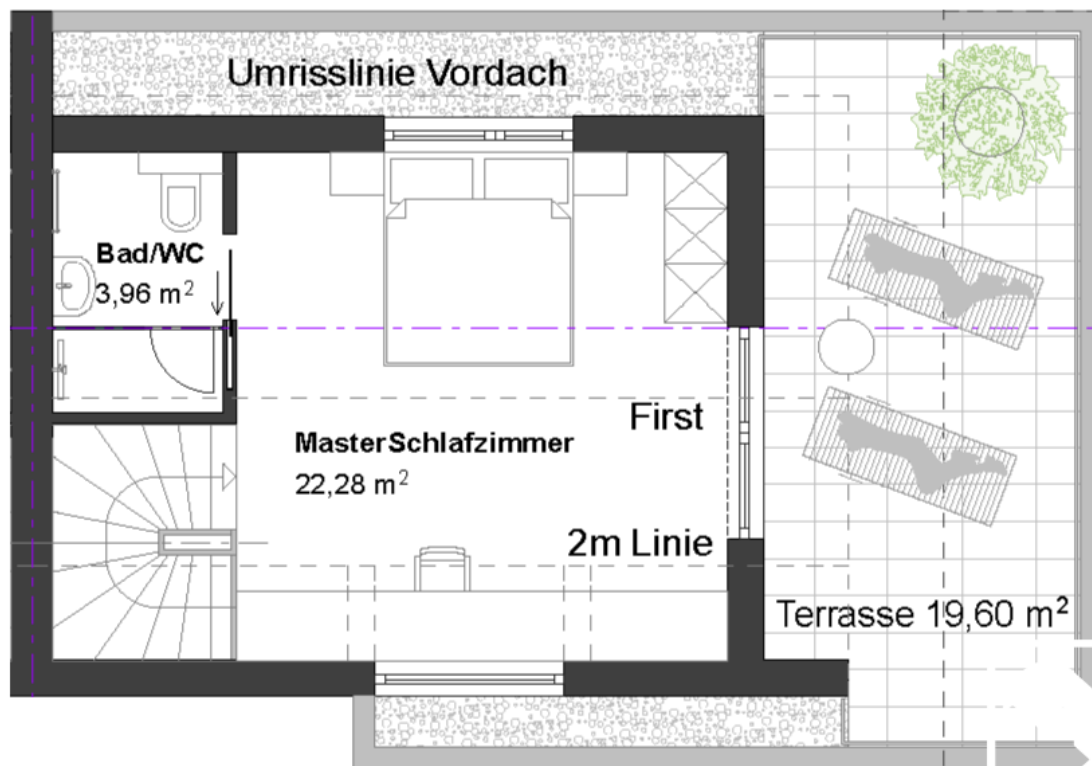 Umrisslinie Vordach
Bad/WC
3,96 m²
First
MasterSchlafzimmer
22,28 m²
2m Linie
Terrasse 19,60 m²